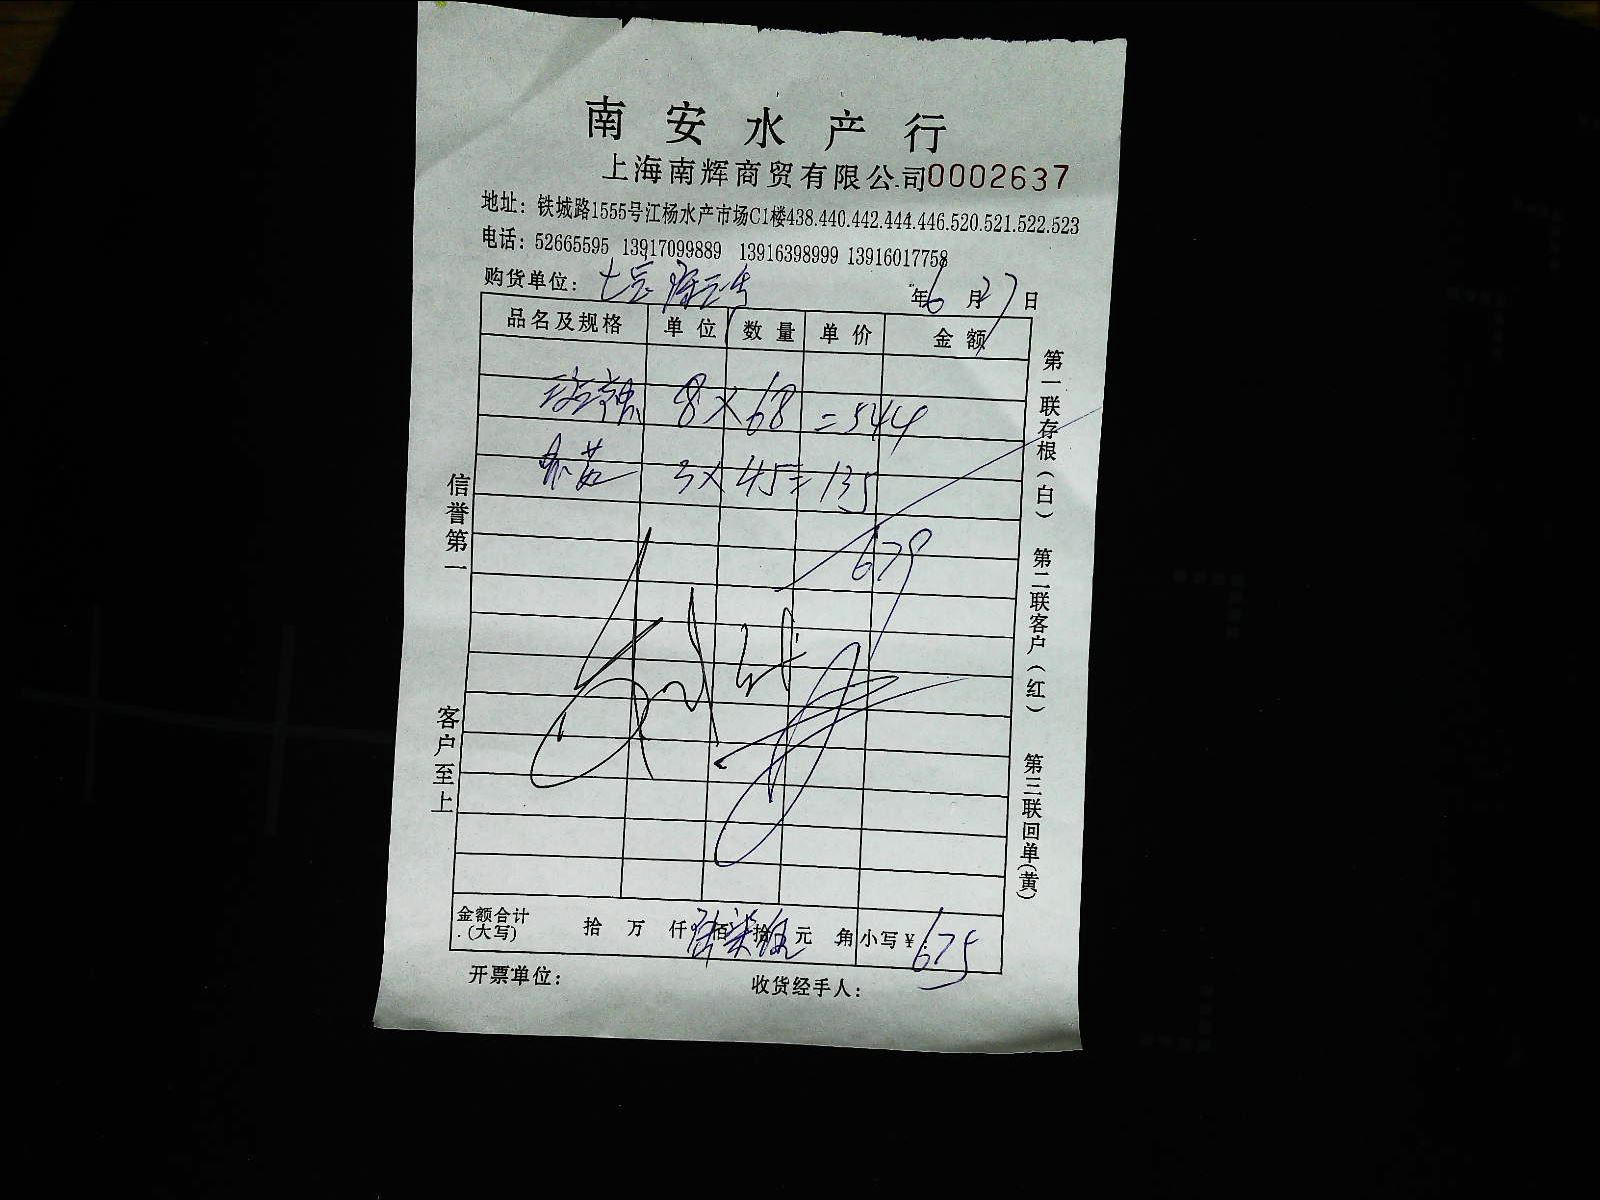 南安水产行
上海南辉商贸有限公司0002637
地址：铁城路1555号江杨水产市场C1楼438.440.442.444.446.520.521.522.523
电话：52665595 13917099889 13916398999 13916017758
购货单位：
年6月27日
品名及规格 单位 数量 单价 金额
8×68=544
3×45=135
679
金额合计(大写) 拾 万 仟 陆佰柒拾伍元 角 小写¥：675
开票单位： 收货经手人：
信誉第一 客户至上
第一联存根(白) 第二联客户(红) 第三联回单(黄)